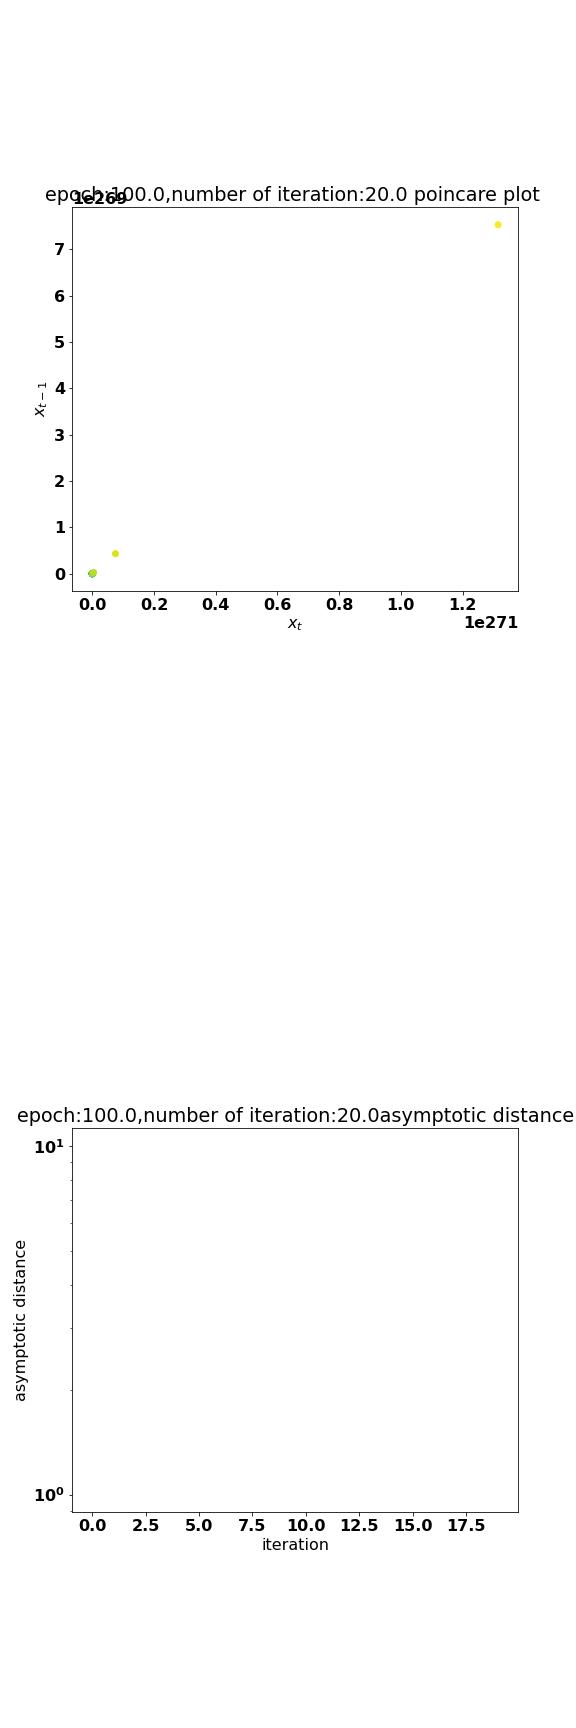 epoch:100.0,number of iteration:20.0 poincare plot
1e269
7
6
5
4
3
2
1
0
x_{t-1}
0.0 0.2 0.4 0.6 0.8 1.0 1.2
x_t
1e271
epoch:100.0,number of iteration:20.0asymptotic distance
10¹
10⁰
asymptotic distance
0.0 2.5 5.0 7.5 10.0 12.5 15.0 17.5
iteration